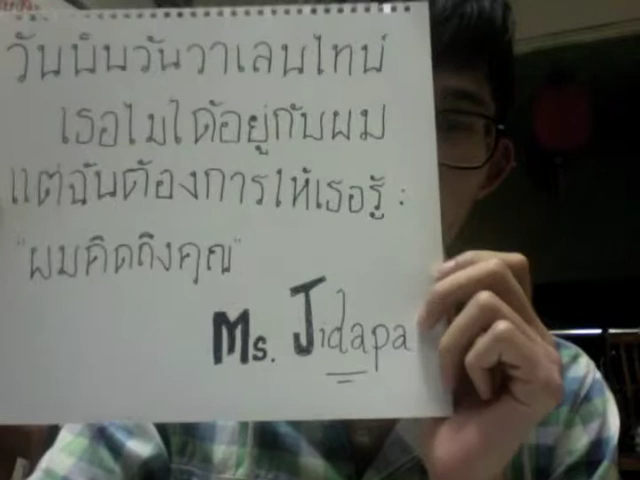 วันนี้นวันวาเลนไทน์
เธอไม่ได้อยู่กับผม
แต่ฉันต้องการให้เธอรู้:
"ผมคิดถึงคุณ"
Ms. Jidapa